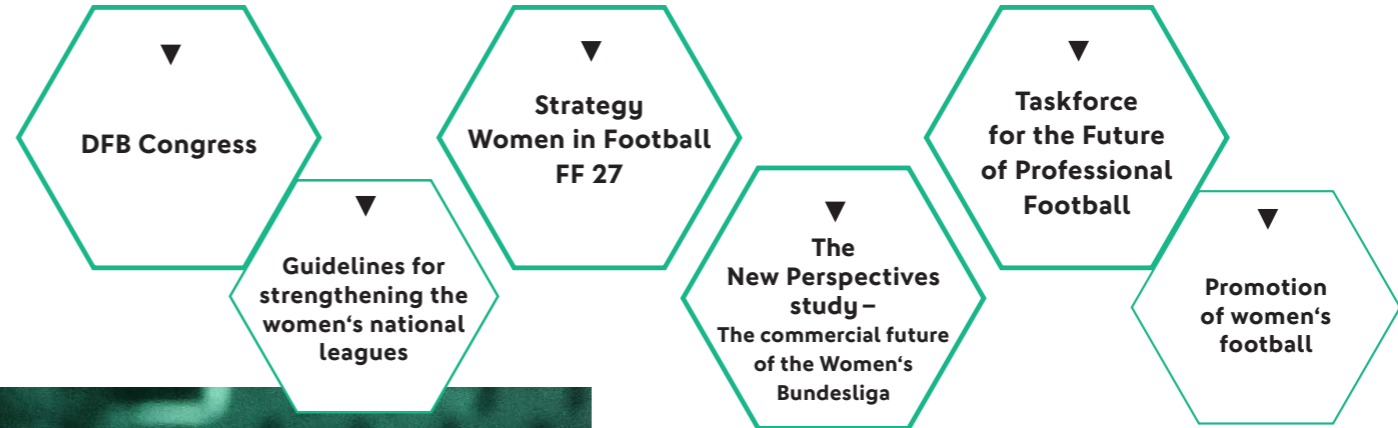 DFB Congress
Guidelines for
strengthening the
women‘s national
leagues
Strategy
Women in Football
FF 27
The
New Perspectives
study –
The commercial future
of the Women‘s
Bundesliga
Taskforce
for the Future
of Professional
Football
Promotion
of women‘s
football